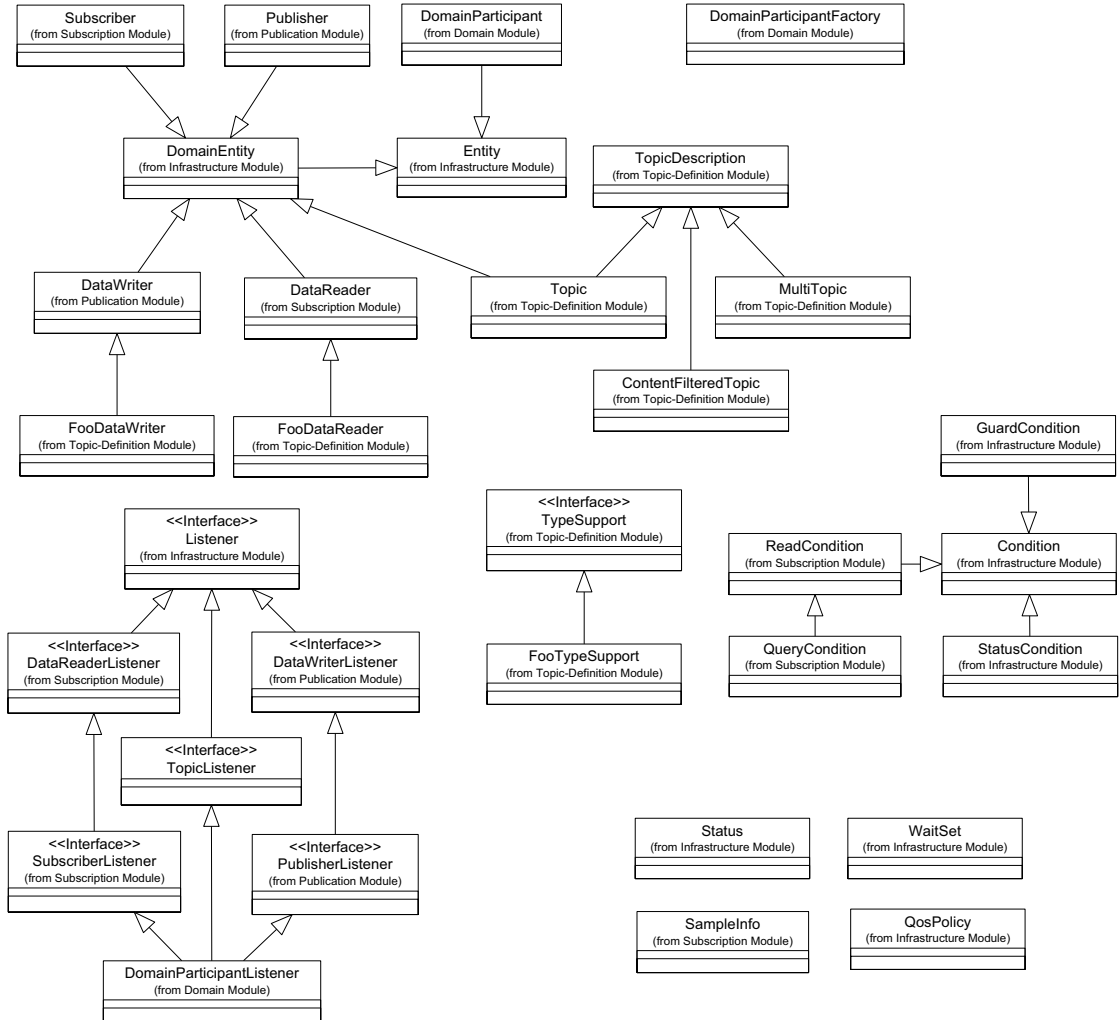 Subscriber
(from Subscription Module)
Publisher
(from Publication Module)
DomainParticipant
(from Domain Module)
DomainParticipantFactory
(from Domain Module)
DomainEntity
(from Infrastructure Module)
Entity
(from Infrastructure Module)
TopicDescription
(from Topic-Definition Module)
DataWriter
(from Publication Module)
DataReader
(from Subscription Module)
Topic
(from Topic-Definition Module)
MultiTopic
(from Topic-Definition Module)
ContentFilteredTopic
(from Topic-Definition Module)
FooDataWriter
(from Topic-Definition Module)
FooDataReader
(from Topic-Definition Module)
GuardCondition
(from Infrastructure Module)
<<Interface>>
Listener
(from Infrastructure Module)
<<Interface>>
TypeSupport
(from Topic-Definition Module)
ReadCondition
(from Subscription Module)
Condition
(from Infrastructure Module)
<<Interface>>
DataReaderListener
(from Subscription Module)
<<Interface>>
DataWriterListener
(from Publication Module)
FooTypeSupport
(from Topic-Definition Module)
QueryCondition
(from Subscription Module)
StatusCondition
(from Infrastructure Module)
<<Interface>>
TopicListener
<<Interface>>
SubscriberListener
(from Subscription Module)
<<Interface>>
PublisherListener
(from Publication Module)
Status
(from Infrastructure Module)
WaitSet
(from Infrastructure Module)
SampleInfo
(from Subscription Module)
QosPolicy
(from Infrastructure Module)
DomainParticipantListener
(from Domain Module)